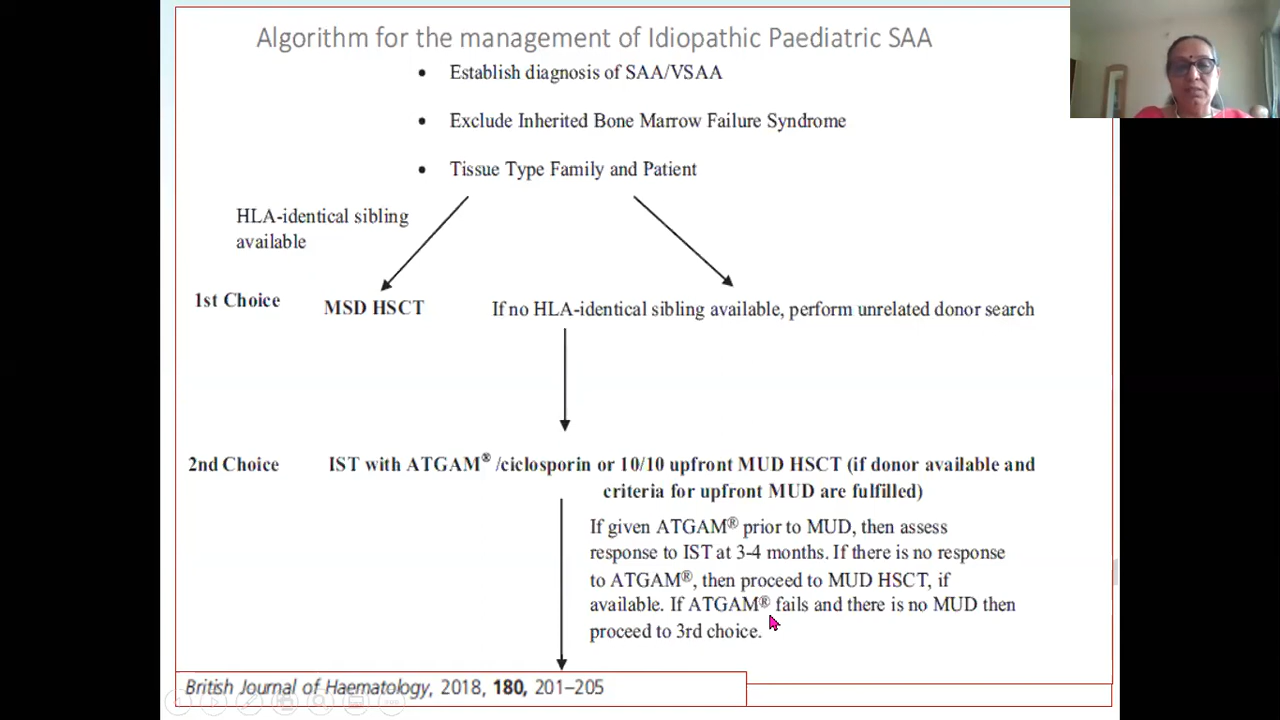 Algorithm for the management of Idiopathic Paediatric SAA
• Establish diagnosis of SAA/VSAA
• Exclude Inherited Bone Marrow Failure Syndrome
• Tissue Type Family and Patient
HLA-identical sibling
available
1st Choice
MSD HSCT
If no HLA-identical sibling available, perform unrelated donor search
2nd Choice
IST with ATGAM® /ciclosporin or 10/10 upfront MUD HSCT (if donor available and
criteria for upfront MUD are fulfilled)
If given ATGAM® prior to MUD, then assess
response to IST at 3-4 months. If there is no response
to ATGAM®, then proceed to MUD HSCT, if
available. If ATGAM® fails and there is no MUD then
proceed to 3rd choice.
British Journal of Haematology, 2018, 180, 201–205